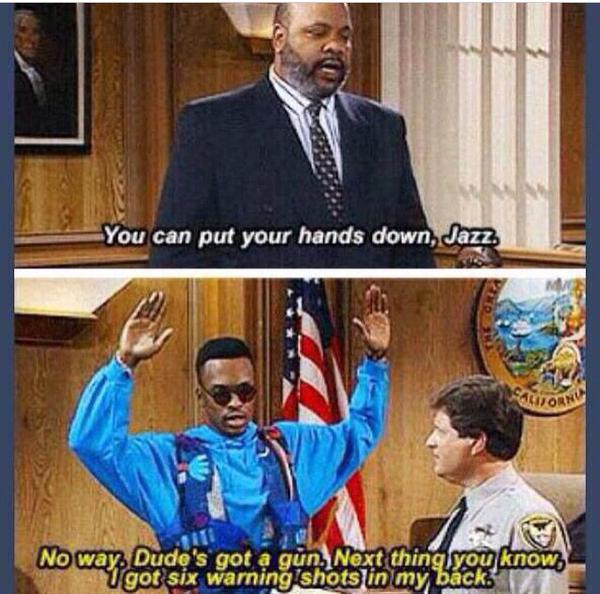 You can put your hands down, Jazz.
CALIFORNIA
No way. Dude's got a gun. Next thing you know,
I got six warning shots in my back.